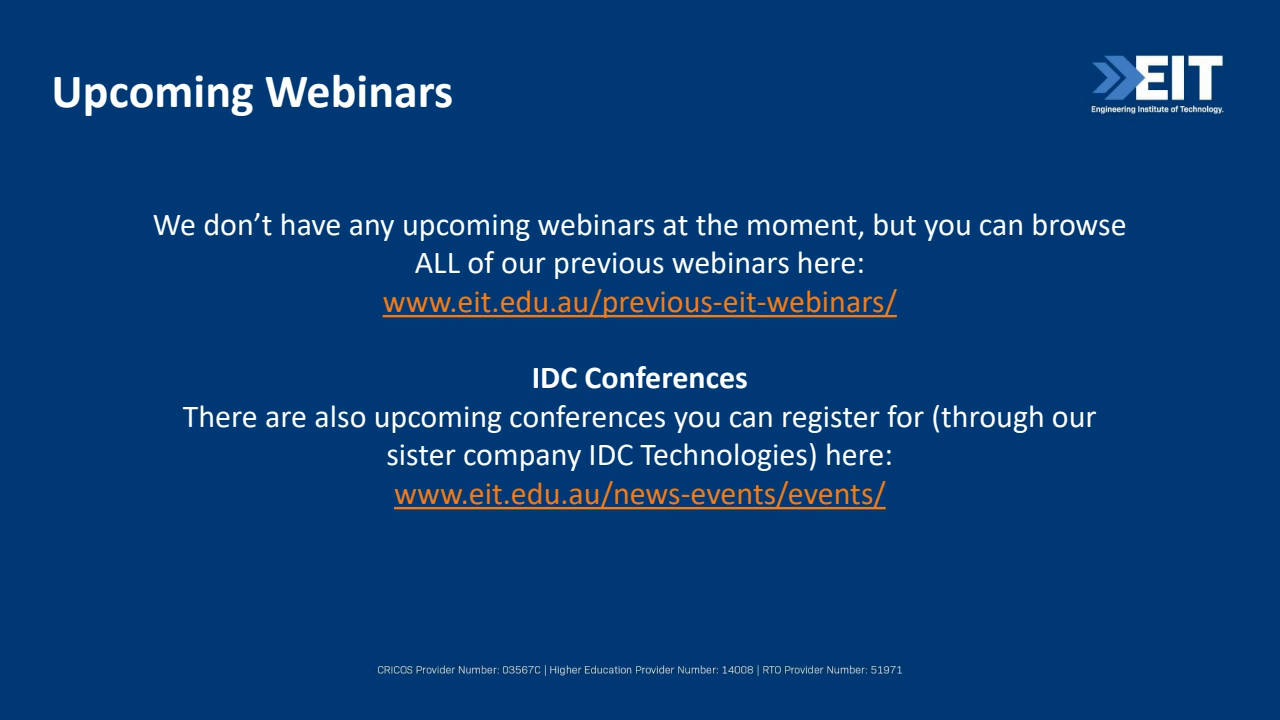 Upcoming Webinars
EIT
Engineering Institute of Technology.
We don’t have any upcoming webinars at the moment, but you can browse
ALL of our previous webinars here:
www.eit.edu.au/previous-eit-webinars/
IDC Conferences
There are also upcoming conferences you can register for (through our
sister company IDC Technologies) here:
www.eit.edu.au/news-events/events/
CRICOS Provider Number: 03567C | Higher Education Provider Number: 14008 | RTO Provider Number: 51971